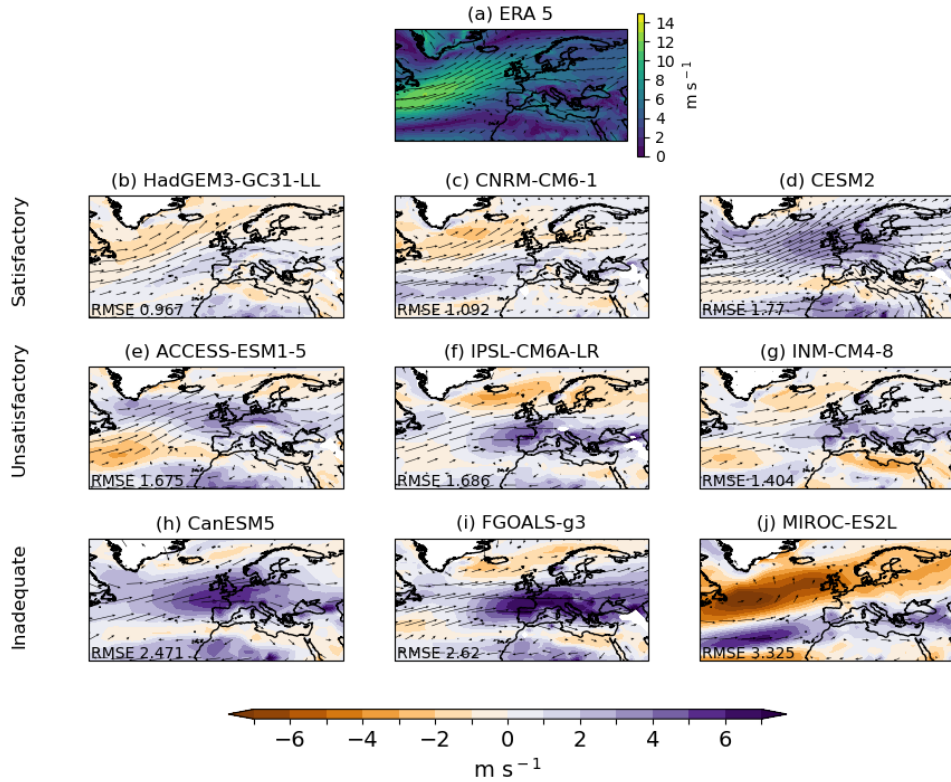 (a) ERA 5
14
12
10
8
6
4
2
0
m s⁻¹
Satisfactory
(b) HadGEM3-GC31-LL
(c) CNRM-CM6-1
(d) CESM2
RMSE 0.967
RMSE 1.092
RMSE 1.77
Unsatisfactory
(e) ACCESS-ESM1-5
(f) IPSL-CM6A-LR
(g) INM-CM4-8
RMSE 1.675
RMSE 1.686
RMSE 1.404
Inadequate
(h) CanESM5
(i) FGOALS-g3
(j) MIROC-ES2L
RMSE 2.471
RMSE 2.62
RMSE 3.325
−6 −4 −2 0 2 4 6
m s⁻¹